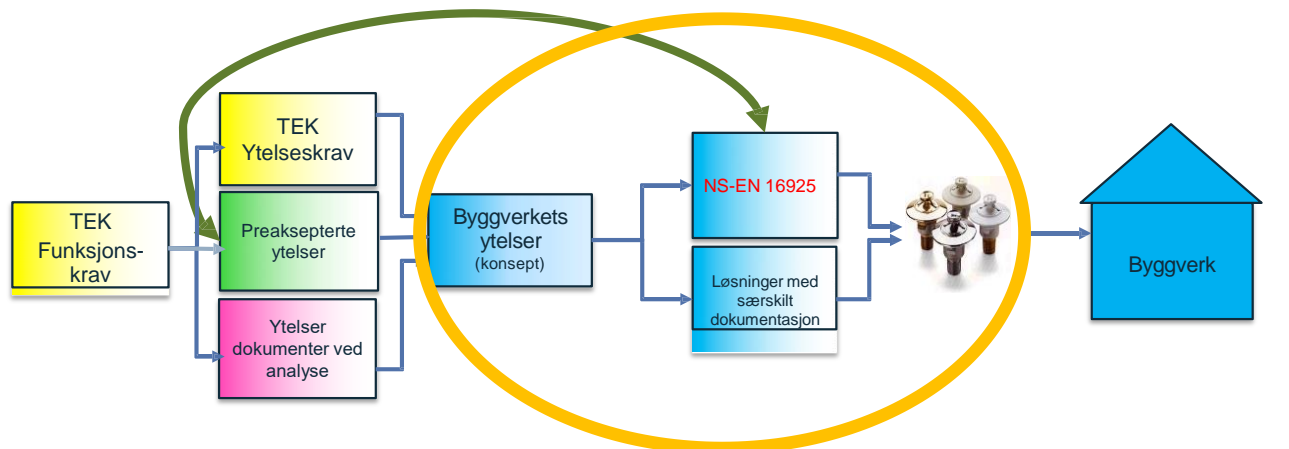 TEK
Funksjons-
krav
TEK
Ytelseskrav
Preaksepterte
ytelser
Ytelser
dokumenter ved
analyse
Byggverkets
ytelser
(konsept)
NS-EN 16925
Løsninger med
særskilt
dokumentasjon
Byggverk